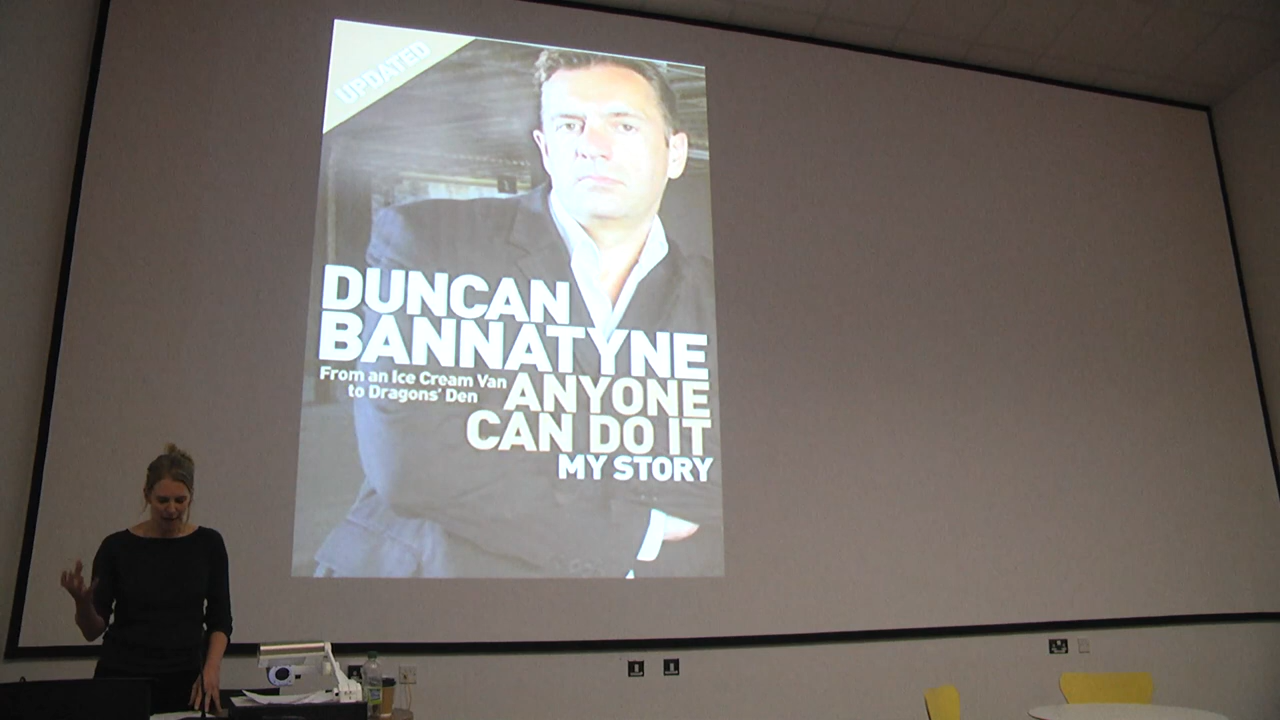 UPDATED
DUNCAN
BANNATYNE
From an Ice Cream Van
to Dragons' Den
ANYONE
CAN DO IT
MY STORY